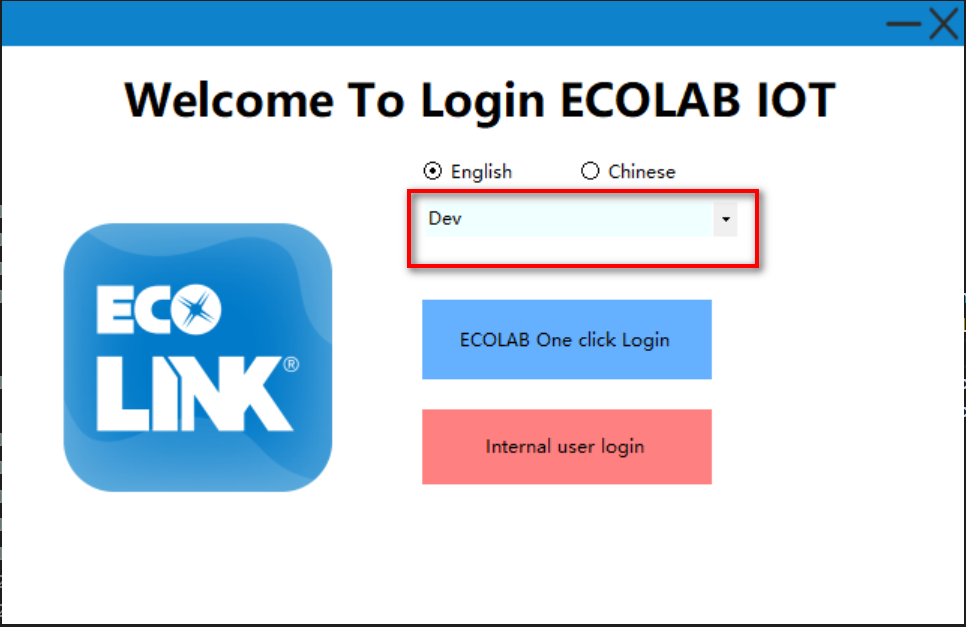 Welcome To Login ECOLAB IOT
English Chinese
Dev
ECO
LINK®
ECOLAB One click Login
Internal user login